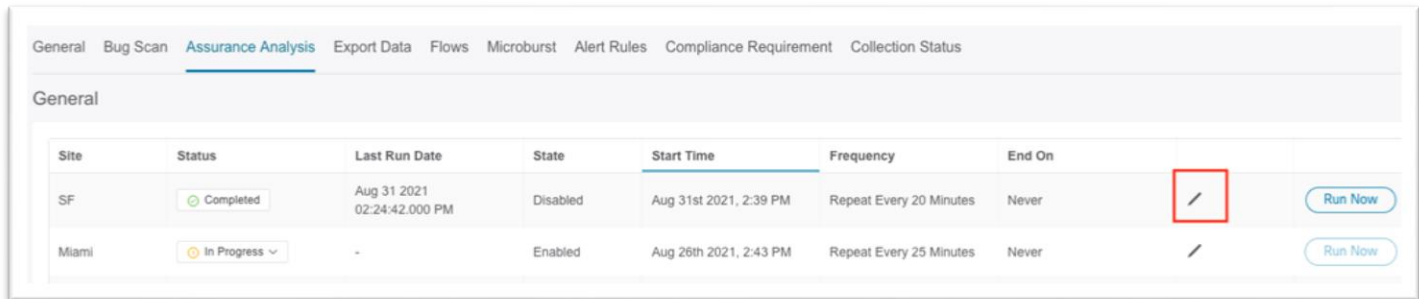 General Bug Scan Assurance Analysis Export Data Flows Microburst Alert Rules Compliance Requirement Collection Status
General
Site Status Last Run Date State Start Time Frequency End On
SF Completed Aug 31 2021 02:24:42.000 PM Disabled Aug 31st 2021, 2:39 PM Repeat Every 20 Minutes Never Run Now
Miami In Progress - Enabled Aug 26th 2021, 2:43 PM Repeat Every 25 Minutes Never Run Now